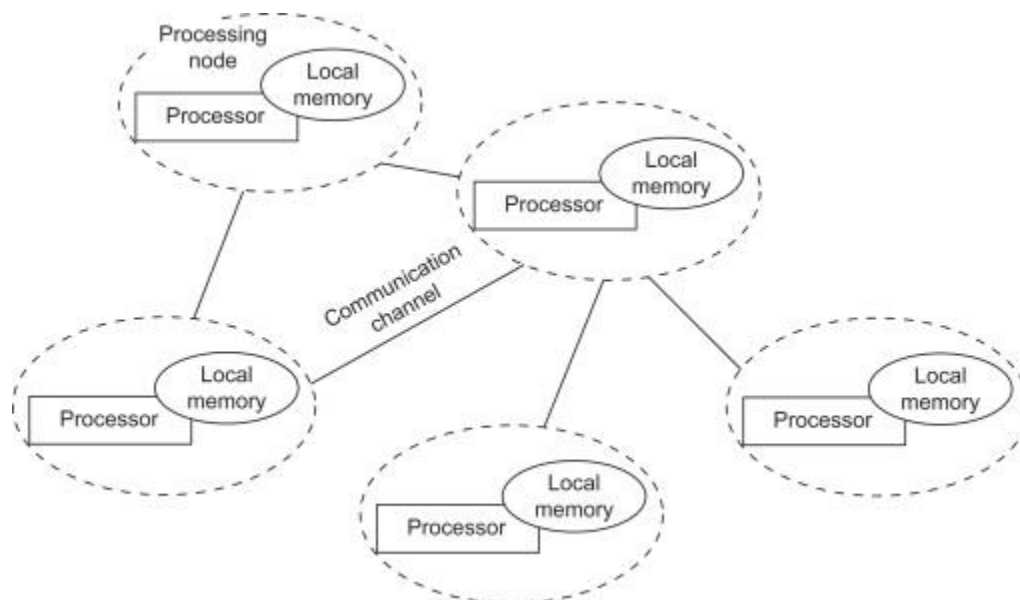 Processing
node
Local
memory
Processor
Local
memory
Processor
Communication
channel
Local
memory
Processor
Local
memory
Processor
Local
memory
Processor